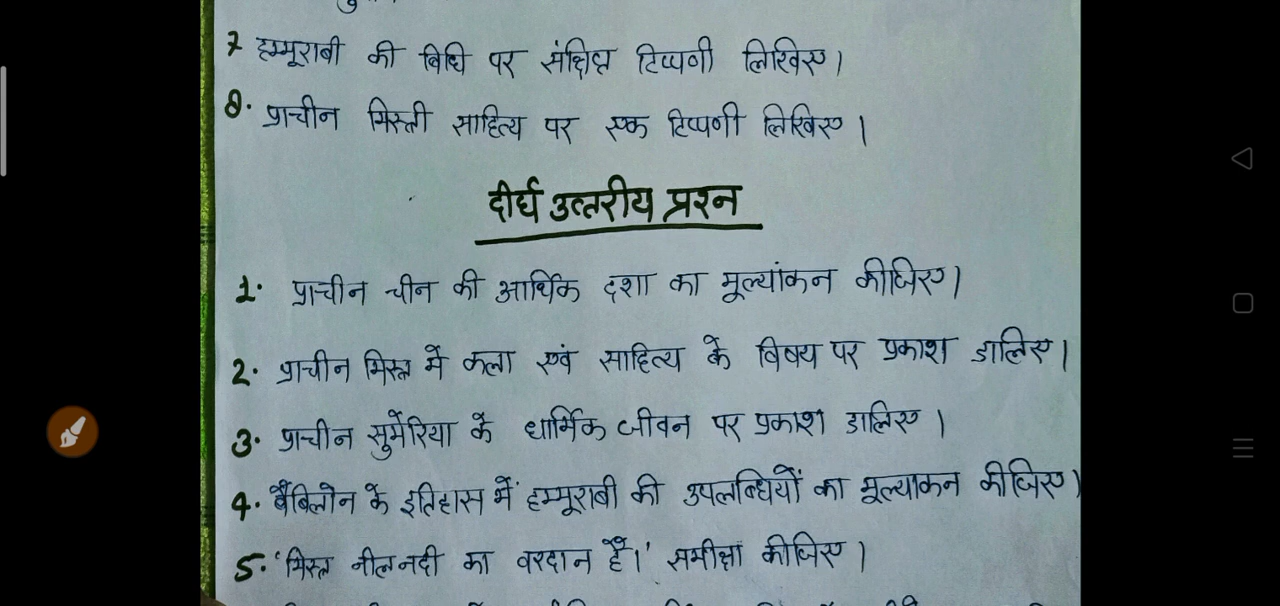 7 हम्मूराबी की विधि पर संक्षिप्त टिप्पणी लिखिए।
8. प्राचीन मिस्त्री साहित्य पर एक टिप्पणी लिखिए।
दीर्घ उत्तरीय प्रश्न
1. प्राचीन चीन की आर्थिक दशा का मूल्यांकन कीजिए।
2. प्राचीन मिस्त्र में कला एवं साहित्य के विषय पर प्रकाश डालिए।
3. प्राचीन सुमेरिया के धार्मिक जीवन पर प्रकाश डालिए।
4. बैबिलोन के इतिहास में हम्मूराबी की उपलब्धियों का मूल्याकन कीजिए।
5. 'मिस्त्र नील नदी का वरदान है।' समीक्षा कीजिए।